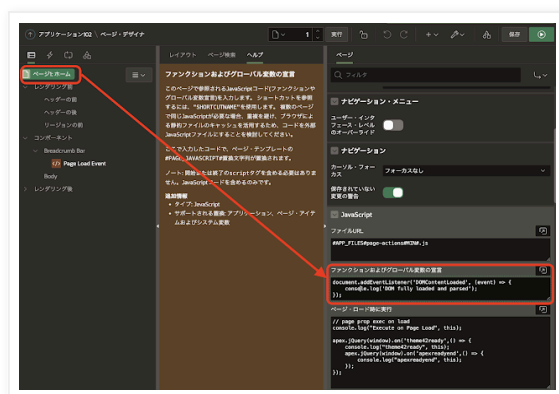 アプリケーション102 \ ページ・デザイナ
1
実行
保存
ページ1: ホーム
レンダリング前
ヘッダーの前
ヘッダーの後
リージョンの前
コンポーネント
Breadcrumb Bar
Page Load Event
Body
レンダリング後
レイアウト ページ検索 ヘルプ
ファンクションおよびグローバル変数の宣言
このページで参照されるJavaScriptコード(ファンクションやグローバル変数宣言)を入力します。 ショートカットを参照するには、"SHORTCUTNAME"を使用します。 複数のページで同じJavaScriptが必要な場合、重複を避け、ブラウザによる静的ファイルのキャッシュを活用するため、コードを外部JavaScriptファイルにすることを検討してください。
ここで入力したコードで、ページ・テンプレートの#PAGE_JAVASCRIPT#置換文字列が置換されます。
ノート: 開始または終了のscriptタグを含める必要はありません。JavaScriptコードを含めるのみです。
追加情報
• タイプ: JavaScript
• サポートされる置換: アプリケーション、ページ・アイテムおよびシステム変数
ページ
フィルタ
ナビゲーション・メニュー
ユーザー・インタフェース・レベルのオーバーライド
ナビゲーション
カーソル・フォーカス
フォーカスなし
保存されていない変更の警告
JavaScript
ファイルURL
#APP_FILES#page-actions#MIN#.js
ファンクションおよびグローバル変数の宣言
document.addEventListener('DOMContentLoaded', (event) => {
console.log('DOM fully loaded and parsed');
});
ページ・ロード時に実行
// page prop exec on load
console.log("Execute on Page Load", this);
apex.jQuery(window).on('theme42ready',() => {
console.log("theme42ready", this);
apex.jQuery(window).on('apexreadyend',() => {
console.log("apexreadyend", this);
});
});